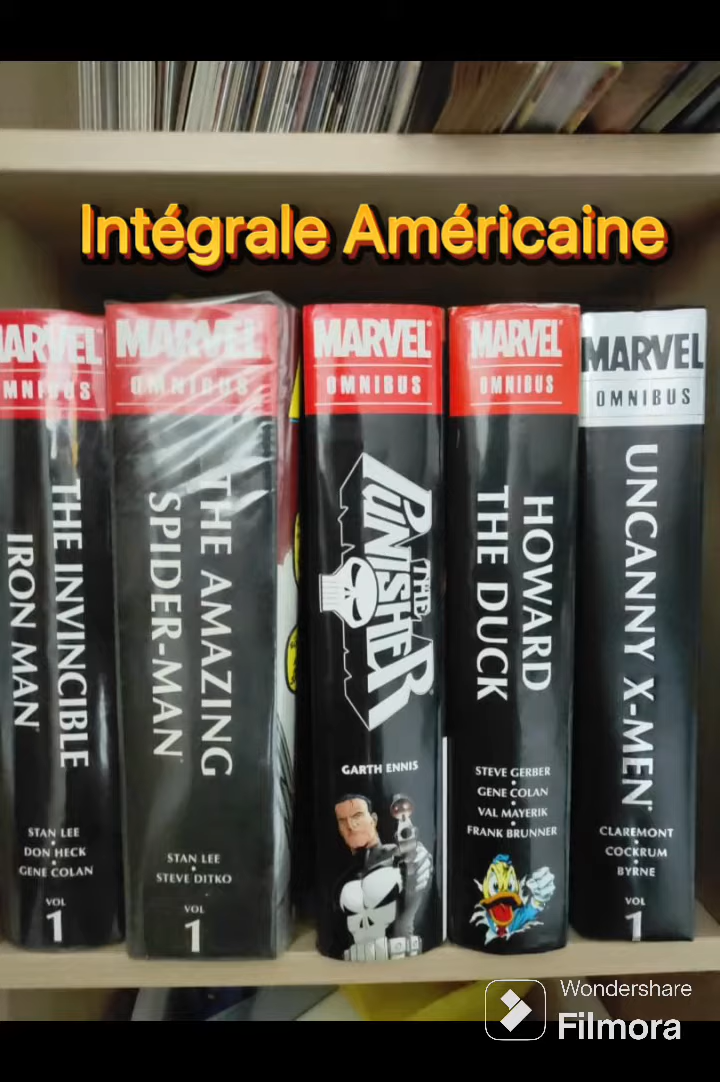 Intégrale Américaine
MARVEL
OMNIBUS
THE INVINCIBLE
IRON MAN
STAN LEE
DON HECK
GENE COLAN
VOL
1
MARVEL
OMNIBUS
THE AMAZING
SPIDER-MAN
STAN LEE
STEVE DITKO
VOL
1
MARVEL
OMNIBUS
THE
PUNISHER
GARTH ENNIS
MARVEL
OMNIBUS
HOWARD
THE DUCK
STEVE GERBER
GENE COLAN
VAL MAYERIK
FRANK BRUNNER
MARVEL
OMNIBUS
UNCANNY X-MEN
CLAREMONT
COCKRUM
BYRNE
VOL
1
Wondershare
Filmora